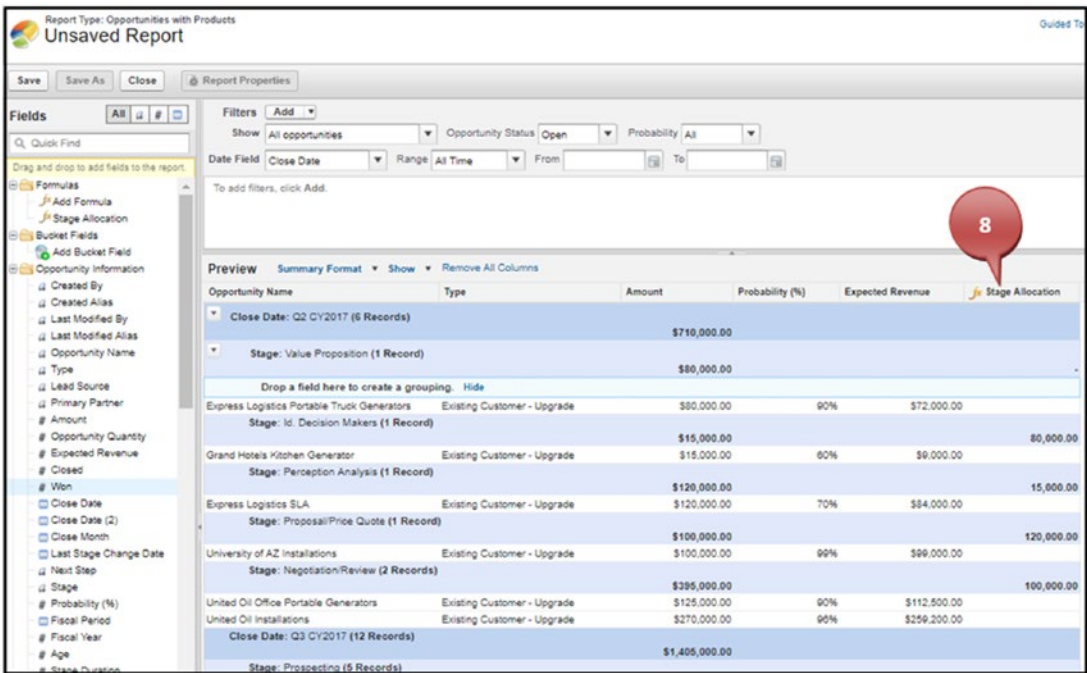 Report Type: Opportunities with Products
Unsaved Report
Guided To
Save Save As Close Report Properties
Fields All
Quick Find
Drag and drop to add fields to the report.
Formulas
Add Formula
Stage Allocation
Bucket Fields
Add Bucket Field
Opportunity Information
Created By
Created Alias
Last Modified By
Last Modified Alias
Opportunity Name
Type
Lead Source
Primary Partner
# Amount
# Opportunity Quantity
# Expected Revenue
# Closed
# Won
Close Date
Close Date (2)
Close Month
Last Stage Change Date
Next Step
Stage
# Probability (%)
Fiscal Period
# Fiscal Year
# Age
# Stage Duration
Filters Add
Show All opportunities Opportunity Status Open Probability All
Date Field Close Date Range All Time From To
To add filters, click Add.
8
Preview Summary Format Show Remove All Columns
Opportunity Name Type Amount Probability (%) Expected Revenue fx Stage Allocation
Close Date: Q2 CY2017 (6 Records)
$710,000.00
Stage: Value Proposition (1 Record)
$80,000.00 -
Drop a field here to create a grouping. Hide
Express Logistics Portable Truck Generators Existing Customer - Upgrade $80,000.00 90% $72,000.00
Stage: Id. Decision Makers (1 Record)
$15,000.00 80,000.00
Grand Hotels Kitchen Generator Existing Customer - Upgrade $15,000.00 60% $9,000.00
Stage: Perception Analysis (1 Record)
$120,000.00 15,000.00
Express Logistics SLA Existing Customer - Upgrade $120,000.00 70% $84,000.00
Stage: Proposal/Price Quote (1 Record)
$100,000.00 120,000.00
University of AZ Installations Existing Customer - Upgrade $100,000.00 99% $99,000.00
Stage: Negotiation/Review (2 Records)
$395,000.00 100,000.00
United Oil Office Portable Generators Existing Customer - Upgrade $125,000.00 90% $112,500.00
United Oil Installations Existing Customer - Upgrade $270,000.00 96% $259,200.00
Close Date: Q3 CY2017 (12 Records)
$1,405,000.00
Stage: Prospecting (5 Records)